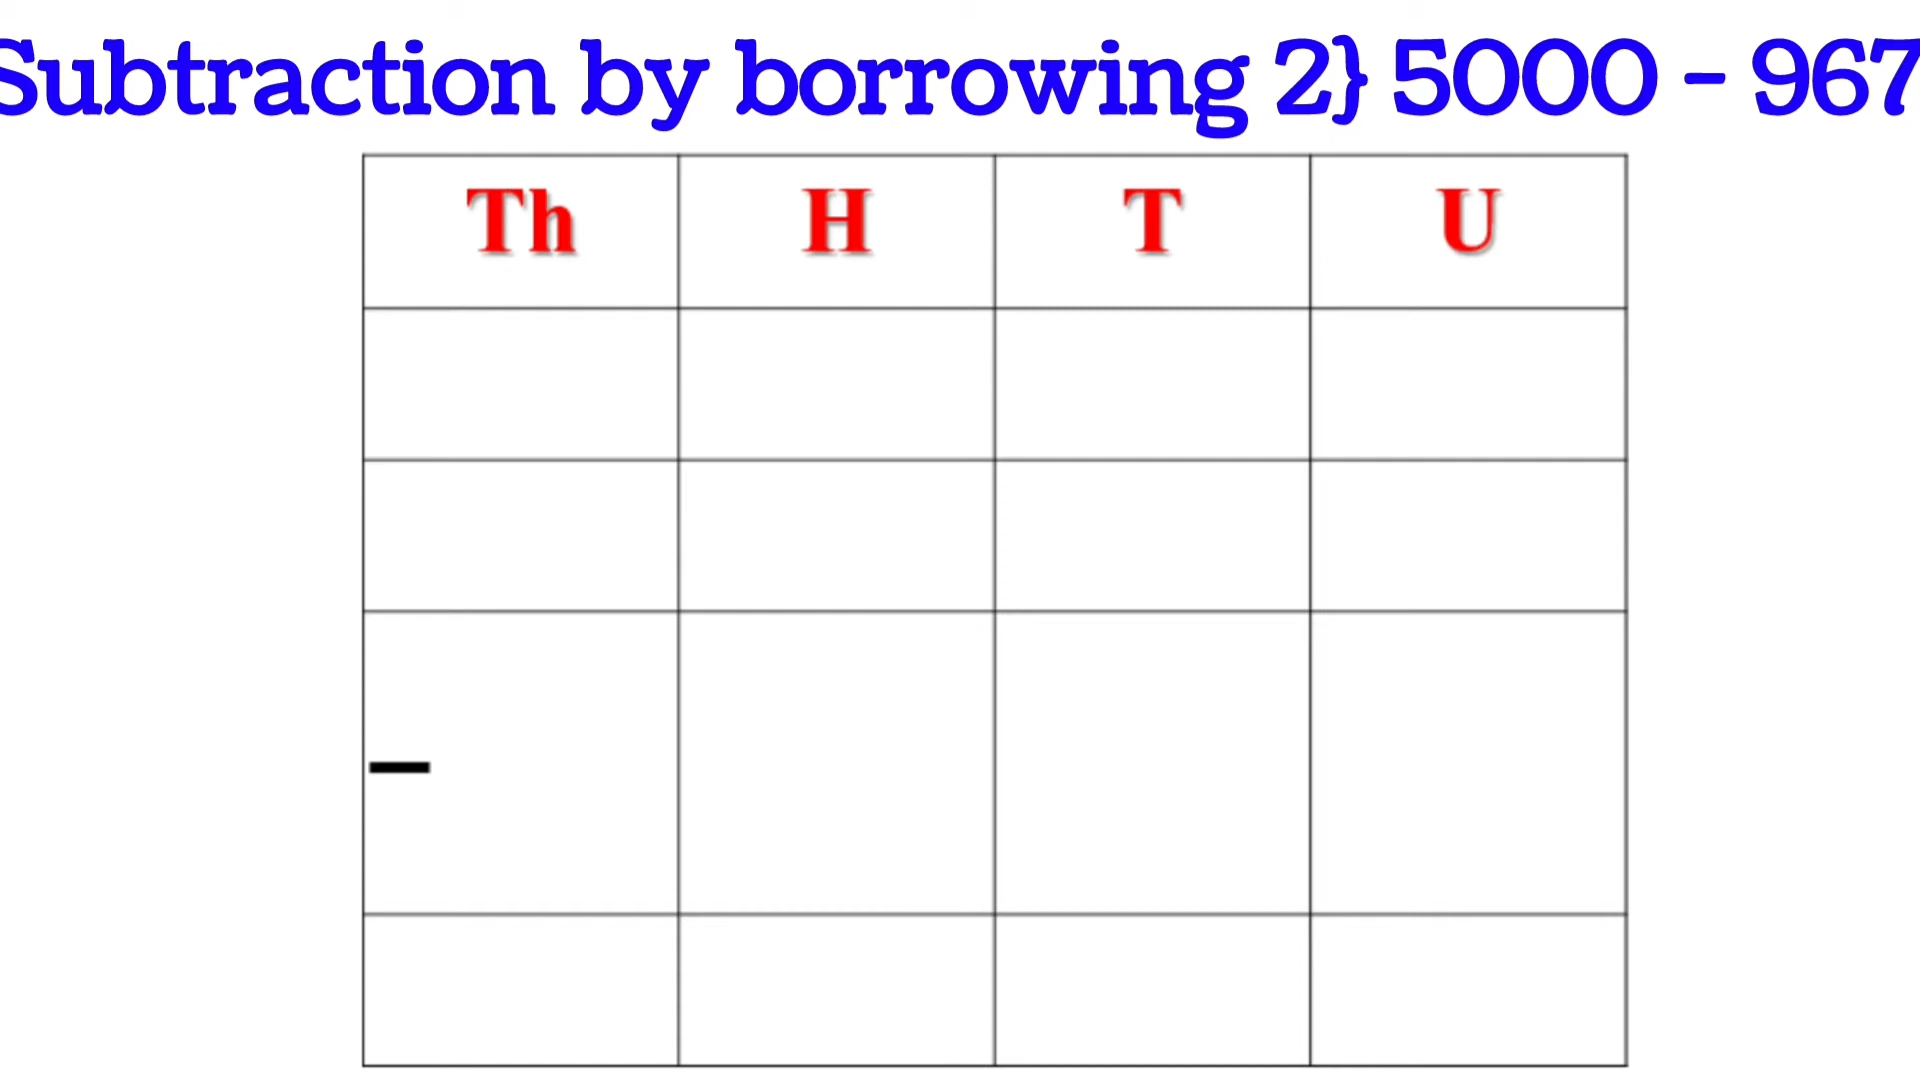 Subtraction by borrowing 2} 5000 - 967
Th H T U
–